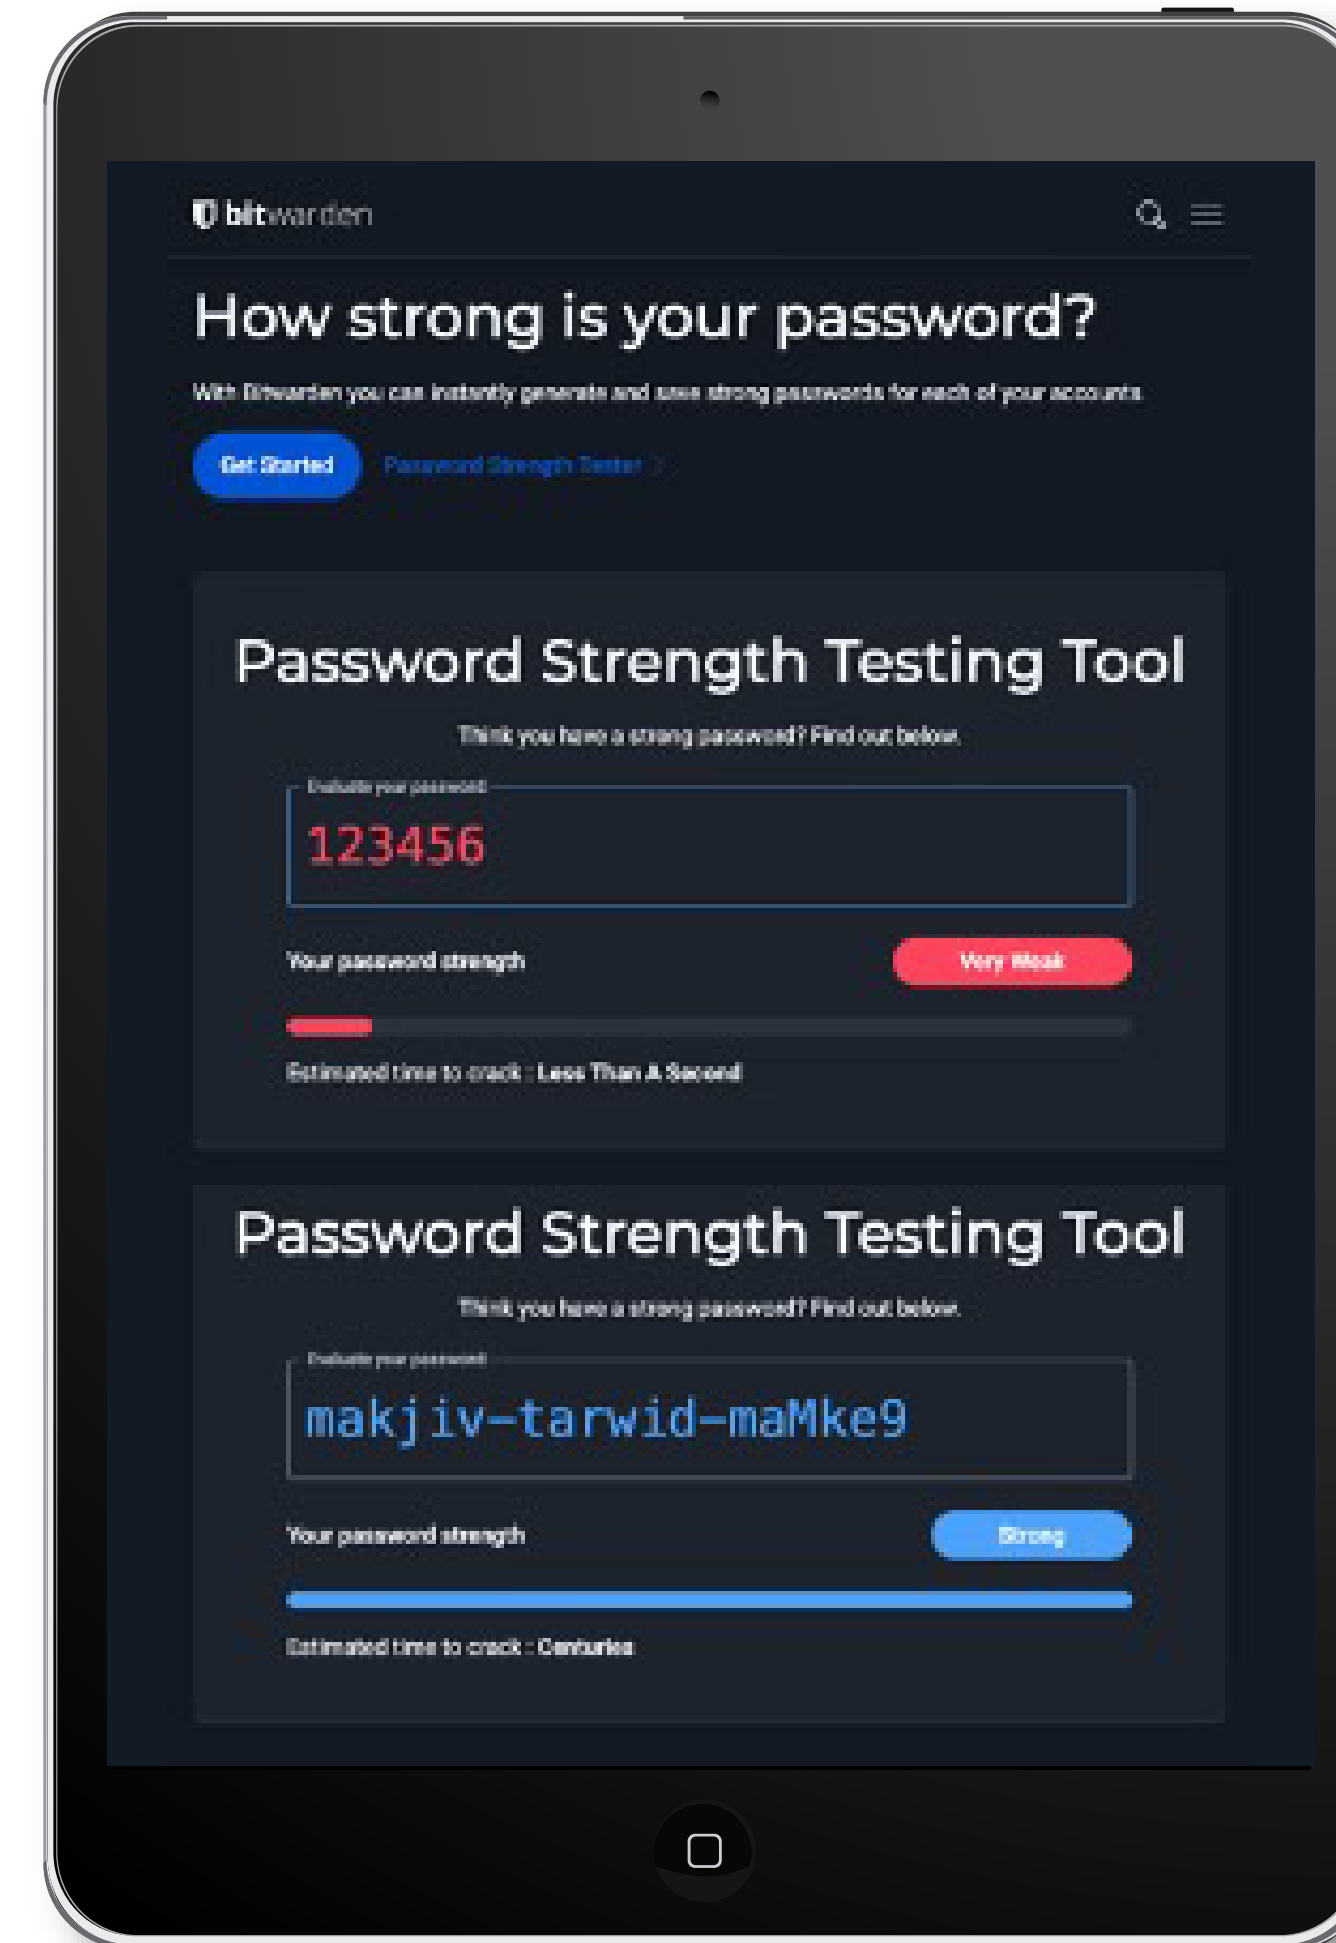 bitwarden
How strong is your password?
With Bitwarden you can instantly generate and save strong passwords for each of your accounts
Get Started Password Strength Tester >
Password Strength Testing Tool
Think you have a strong password? Find out below.
Evaluate your password
123456
Your password strength Very Weak
Estimated time to crack : Less Than A Second
Password Strength Testing Tool
Think you have a strong password? Find out below.
Evaluate your password
makjiv-tarwid-maMke9
Your password strength Strong
Estimated time to crack : Centuries